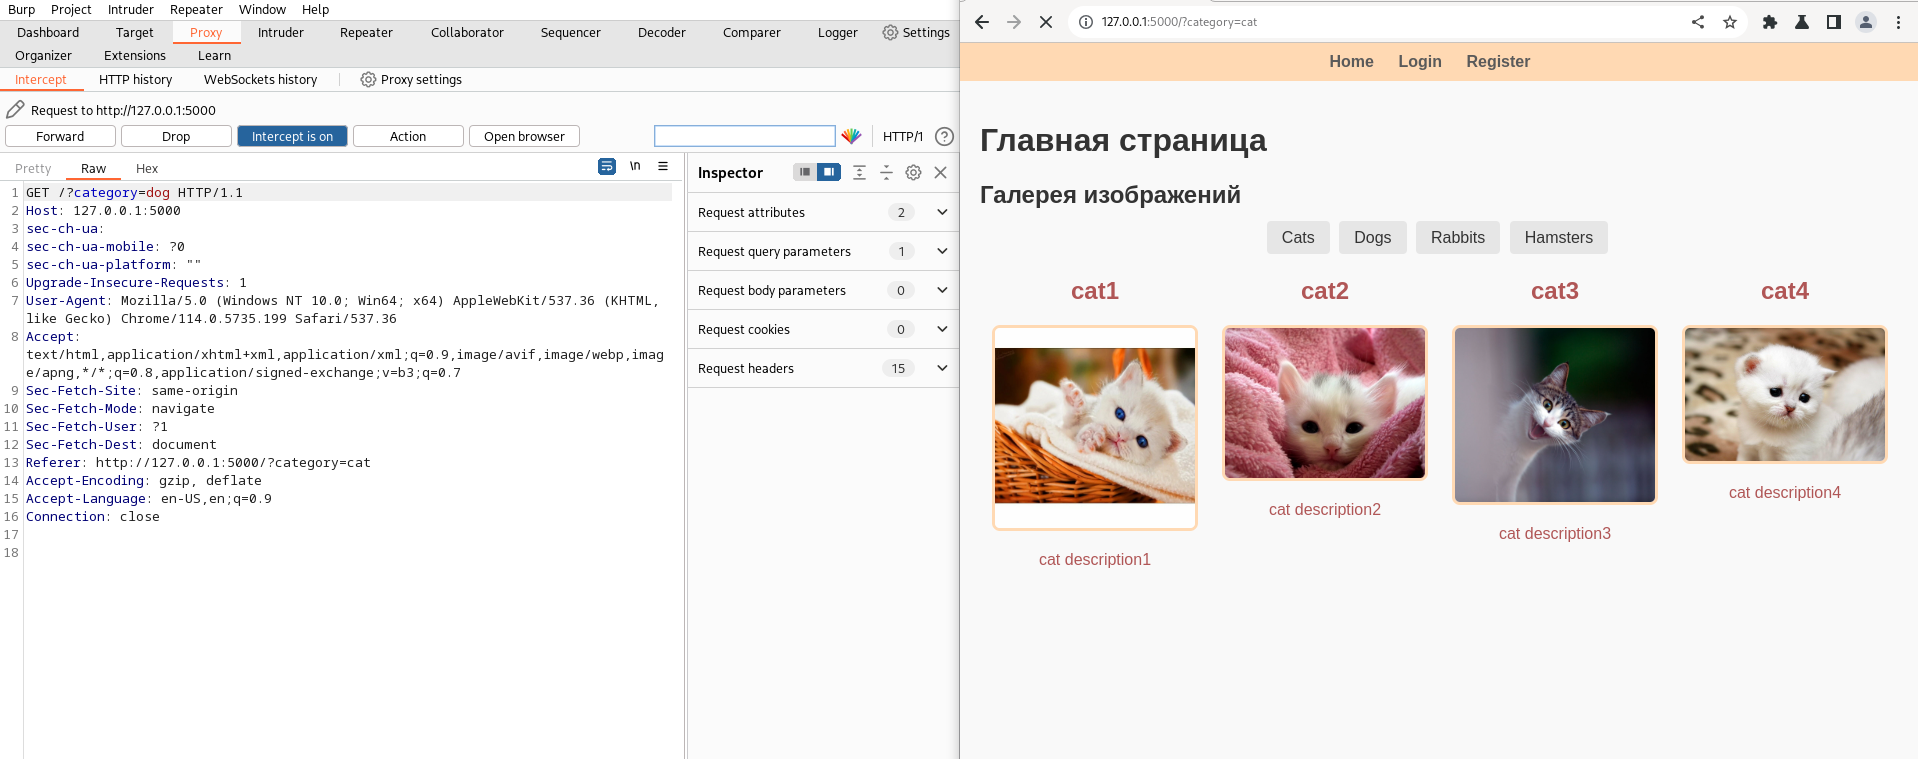 Burp Project Intruder Repeater Window Help
Dashboard Target Proxy Intruder Repeater Collaborator Sequencer Decoder Comparer Logger Settings
Organizer Extensions Learn
Intercept HTTP history WebSockets history Proxy settings
Request to http://127.0.0.1:5000
Forward Drop Intercept is on Action Open browser HTTP/1 ?
Pretty Raw Hex \n
1 GET /?category=dog HTTP/1.1
2 Host: 127.0.0.1:5000
3 sec-ch-ua:
4 sec-ch-ua-mobile: ?0
5 sec-ch-ua-platform: ""
6 Upgrade-Insecure-Requests: 1
7 User-Agent: Mozilla/5.0 (Windows NT 10.0; Win64; x64) AppleWebKit/537.36 (KHTML,
like Gecko) Chrome/114.0.5735.199 Safari/537.36
8 Accept:
text/html,application/xhtml+xml,application/xml;q=0.9,image/avif,image/webp,imag
e/apng,*/*;q=0.8,application/signed-exchange;v=b3;q=0.7
9 Sec-Fetch-Site: same-origin
10 Sec-Fetch-Mode: navigate
11 Sec-Fetch-User: ?1
12 Sec-Fetch-Dest: document
13 Referer: http://127.0.0.1:5000/?category=cat
14 Accept-Encoding: gzip, deflate
15 Accept-Language: en-US,en;q=0.9
16 Connection: close
17
18
Inspector
Request attributes 2
Request query parameters 1
Request body parameters 0
Request cookies 0
Request headers 15
127.0.0.1:5000/?category=cat
Home Login Register
Главная страница
Галерея изображений
Cats Dogs Rabbits Hamsters
cat1 cat2 cat3 cat4
cat description4
cat description2
cat description3
cat description1